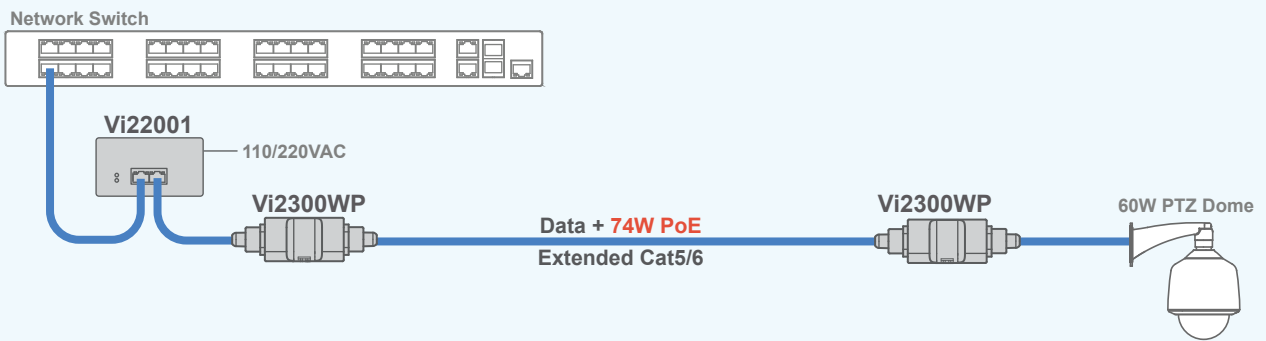 Network Switch
Vi22001
110/220VAC
Vi2300WP
Data + 74W PoE
Extended Cat5/6
Vi2300WP
60W PTZ Dome